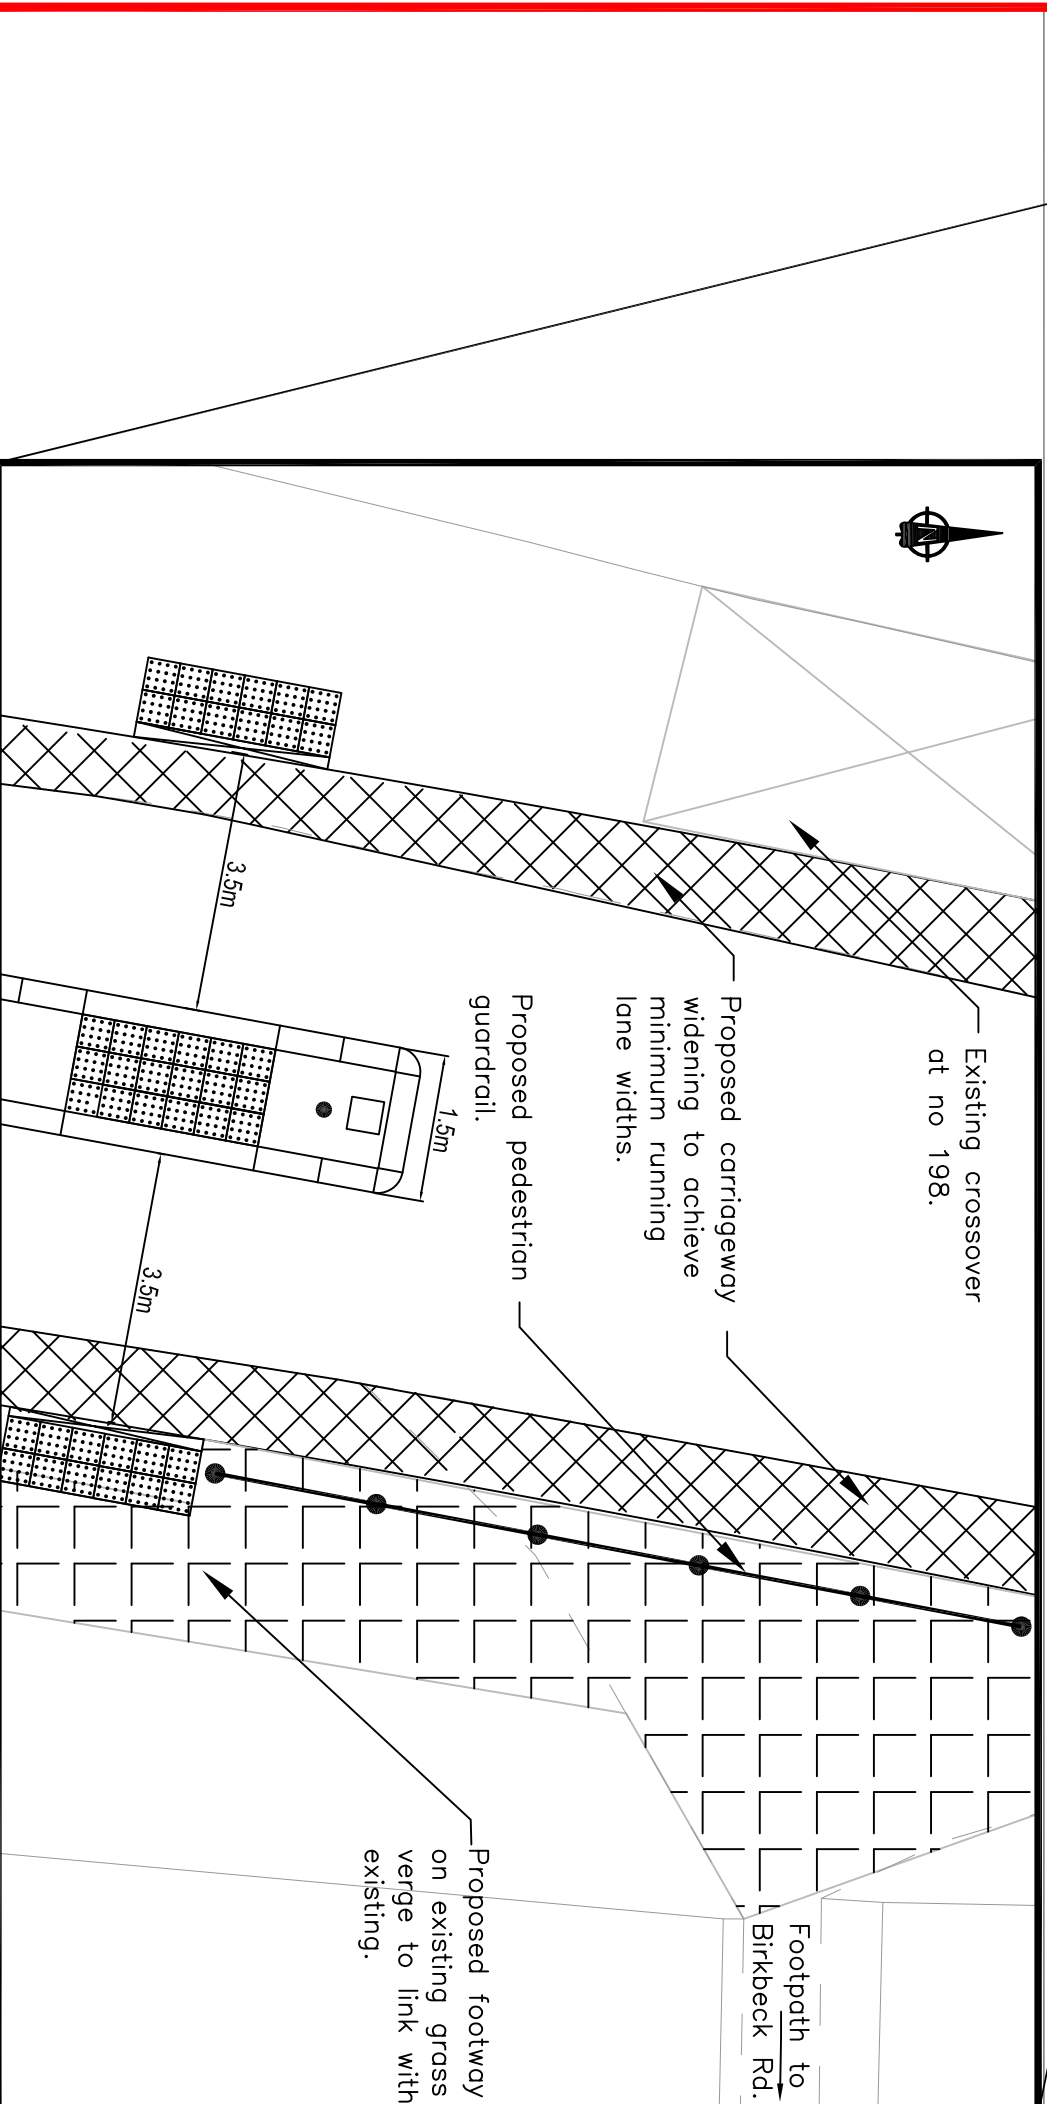 N
Existing crossover
at no 198.
Proposed carriageway
widening to achieve
minimum running
lane widths.
Proposed pedestrian
guardrail.
3.5m
1.5m
3.5m
Footpath to
Birkbeck Rd.
Proposed footway
on existing grass
verge to link with
existing.